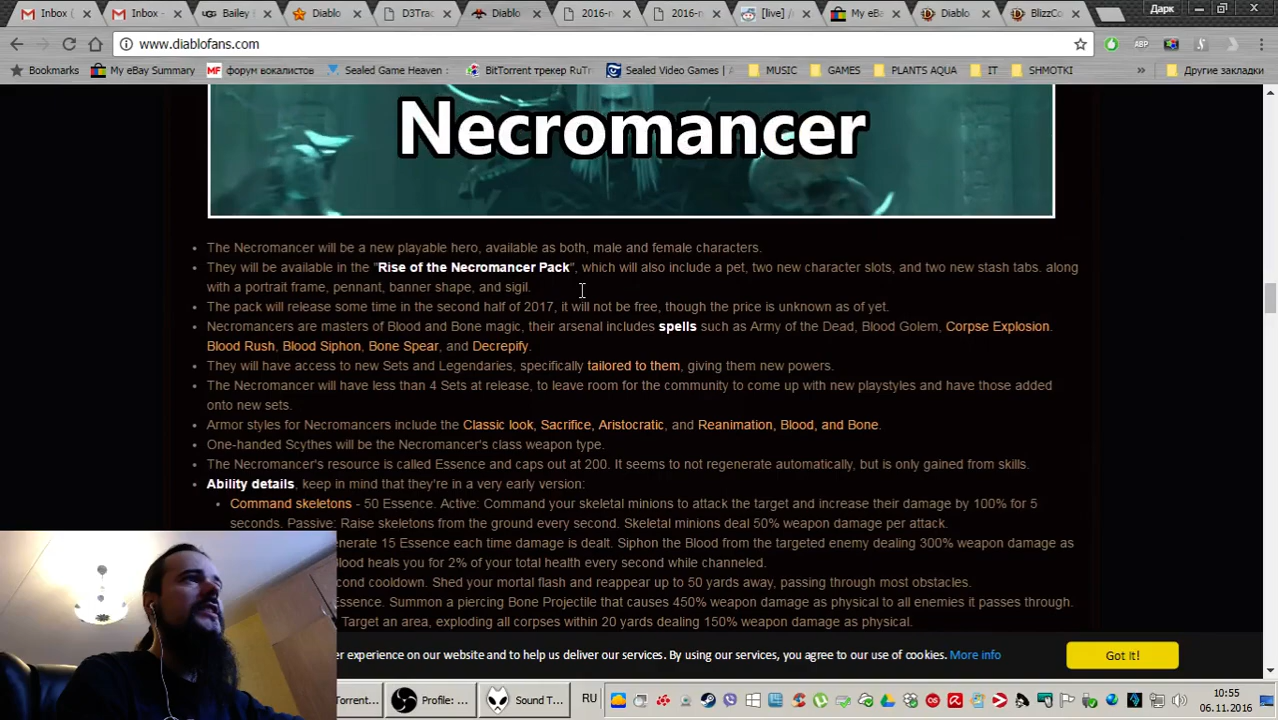 Inbox (
Inbox -
Bailey (
Diablo
D3Trac
Diablo
2016-n
2016-n
[live] /r
My eBa
Diablo
BlizzCo
Дарк
www.diablofans.com
ABP
Bookmarks
My eBay Summary
форум вокалистов
Sealed Game Heaven :
BitTorrent трекер RuTr
Sealed Video Games |
MUSIC
GAMES
PLANTS AQUA
IT
SHMOTKI
»
Другие закладки
Necromancer
The Necromancer will be a new playable hero, available as both, male and female characters.
They will be available in the "Rise of the Necromancer Pack", which will also include a pet, two new character slots, and two new stash tabs. along
with a portrait frame, pennant, banner shape, and sigil.
The pack will release some time in the second half of 2017, it will not be free, though the price is unknown as of yet.
Necromancers are masters of Blood and Bone magic, their arsenal includes spells such as Army of the Dead, Blood Golem, Corpse Explosion.
Blood Rush, Blood Siphon, Bone Spear, and Decrepify.
They will have access to new Sets and Legendaries, specifically tailored to them, giving them new powers.
The Necromancer will have less than 4 Sets at release, to leave room for the community to come up with new playstyles and have those added
onto new sets.
Armor styles for Necromancers include the Classic look, Sacrifice, Aristocratic, and Reanimation, Blood, and Bone.
One-handed Scythes will be the Necromancer's class weapon type.
The Necromancer's resource is called Essence and caps out at 200. It seems to not regenerate automatically, but is only gained from skills.
Ability details, keep in mind that they're in a very early version:
Command skeletons - 50 Essence. Active: Command your skeletal minions to attack the target and increase their damage by 100% for 5
seconds. Passive: Raise skeletons from the ground every second. Skeletal minions deal 50% weapon damage per attack.
nerate 15 Essence each time damage is dealt. Siphon the Blood from the targeted enemy dealing 300% weapon damage as
lood heals you for 2% of your total health every second while channeled.
ond cooldown. Shed your mortal flash and reappear up to 50 yards away, passing through most obstacles.
Essence. Summon a piercing Bone Projectile that causes 450% weapon damage as physical to all enemies it passes through.
Target an area, exploding all corpses within 20 yards dealing 150% weapon damage as physical.
r experience on our website and to help us deliver our services. By using our services, you agree to our use of cookies. More info
Got it!
Torrent...
Profile: ...
Sound T...
RU
10:55
06.11.2016